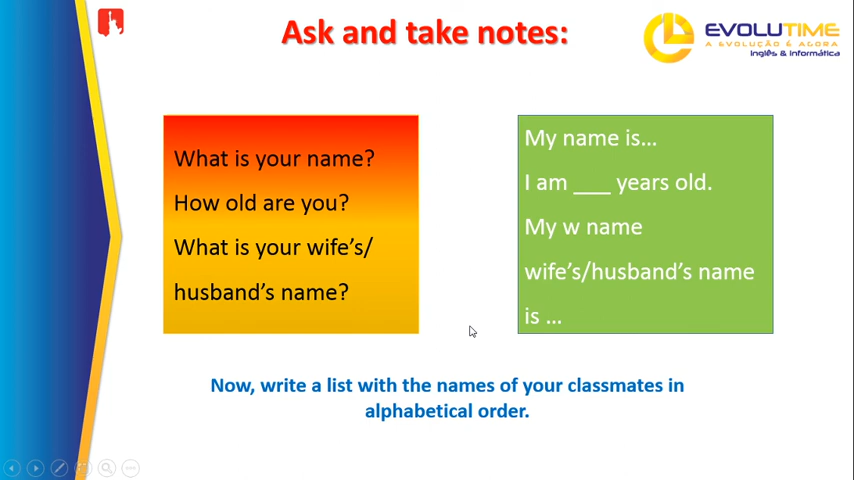 Ask and take notes:
EVOLUTIME
A EVOLUÇÃO É AGORA
Inglês & Informática
What is your name?
How old are you?
What is your wife's/
husband's name?
My name is...
I am ___ years old.
My w name
wife's/husband's name
is ...
Now, write a list with the names of your classmates in
alphabetical order.